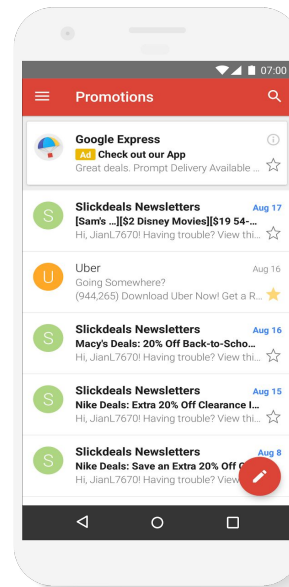 07:00
Promotions
Google Express
Ad Check out our App
Great deals. Prompt Delivery Available ...
S
Slickdeals Newsletters Aug 17
[Sam's ...][$2 Disney Movies][$19 54-...
Hi, JianL7670! Having trouble? View thi...
U
Uber Aug 16
Going Somewhere?
(944,265) Download Uber Now! Get a R...
S
Slickdeals Newsletters Aug 16
Macy's Deals: 20% Off Back-to-Scho...
Hi, JianL7670! Having trouble? View thi...
S
Slickdeals Newsletters Aug 15
Nike Deals: Extra 20% Off Clearance I...
Hi, JianL7670! Having trouble? View thi...
S
Slickdeals Newsletters Aug 8
Nike Deals: Save an Extra 20% Off
Hi, JianL7670! Having trouble? View